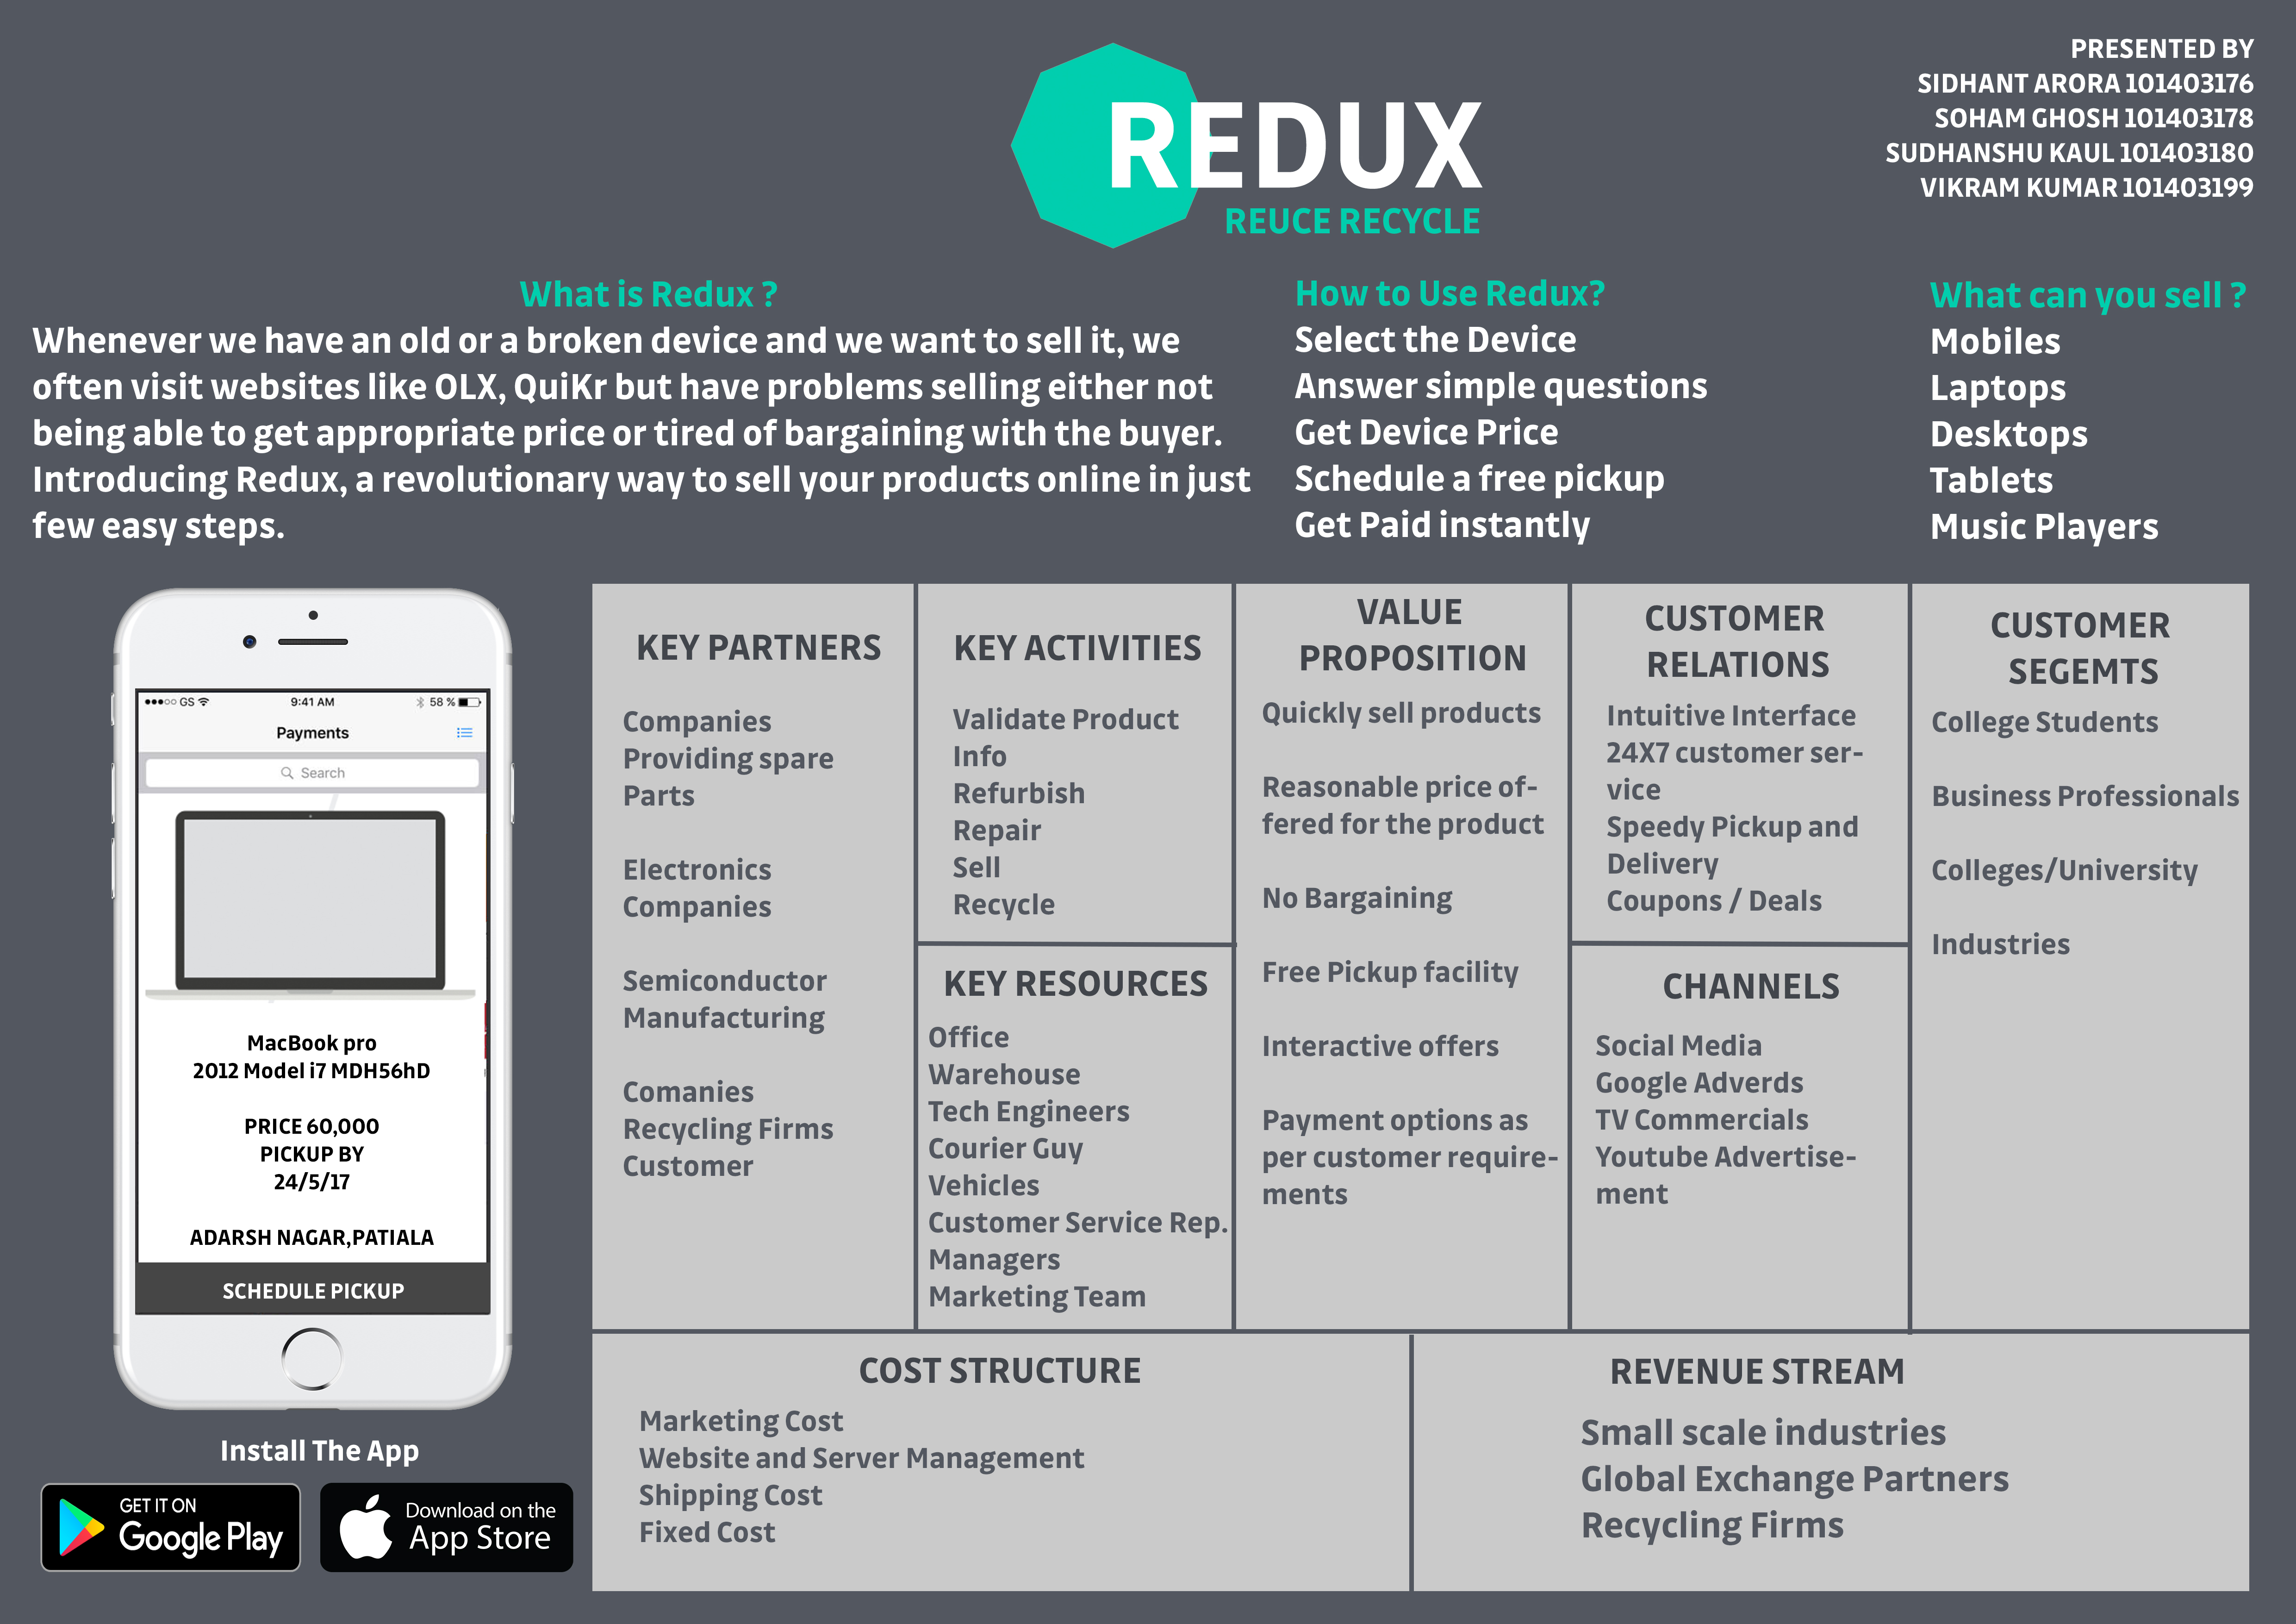 REDUX
REUCE RECYCLE
PRESENTED BY
SIDHANT ARORA 101403176
SOHAM GHOSH 101403178
SUDHANSHU KAUL 101403180
VIKRAM KUMAR 101403199
What is Redux ?
Whenever we have an old or a broken device and we want to sell it, we
often visit websites like OLX, QuiKr but have problems selling either not
being able to get appropriate price or tired of bargaining with the buyer.
Introducing Redux, a revolutionary way to sell your products online in just
few easy steps.
How to Use Redux?
Select the Device
Answer simple questions
Get Device Price
Schedule a free pickup
Get Paid instantly
What can you sell ?
Mobiles
Laptops
Desktops
Tablets
Music Players
GS
9:41 AM
58 %
Payments
Search
MacBook pro
2012 Model i7 MDH56hD
PRICE 60,000
PICKUP BY
24/5/17
ADARSH NAGAR,PATIALA
SCHEDULE PICKUP
Install The App
GET IT ON
Google Play
Download on the
App Store
KEY PARTNERS
Companies
Providing spare
Parts
Electronics
Companies
Semiconductor
Manufacturing
Comanies
Recycling Firms
Customer
KEY ACTIVITIES
Validate Product
Info
Refurbish
Repair
Sell
Recycle
KEY RESOURCES
Office
Warehouse
Tech Engineers
Courier Guy
Vehicles
Customer Service Rep.
Managers
Marketing Team
VALUE
PROPOSITION
Quickly sell products
Reasonable price of-
fered for the product
No Bargaining
Free Pickup facility
Interactive offers
Payment options as
per customer require-
ments
CUSTOMER
RELATIONS
Intuitive Interface
24X7 customer ser-
vice
Speedy Pickup and
Delivery
Coupons / Deals
CHANNELS
Social Media
Google Adverds
TV Commercials
Youtube Advertise-
ment
CUSTOMER
SEGEMTS
College Students
Business Professionals
Colleges/University
Industries
COST STRUCTURE
Marketing Cost
Website and Server Management
Shipping Cost
Fixed Cost
REVENUE STREAM
Small scale industries
Global Exchange Partners
Recycling Firms